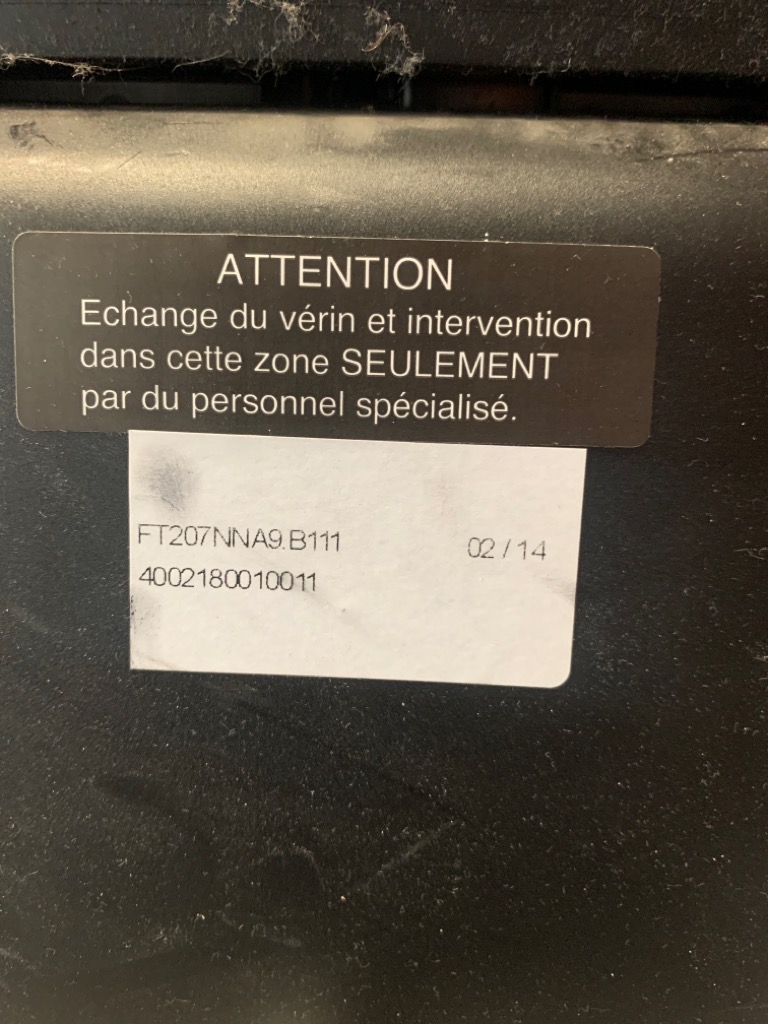 ATTENTION
Echange du vérin et intervention
dans cette zone SEULEMENT
par du personnel spécialisé.
FT207NNA9.B111 02 / 14
4002180010011